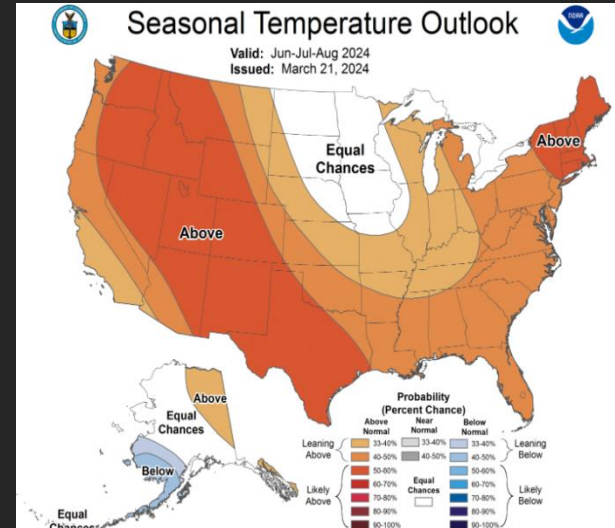 Seasonal Temperature Outlook
NOAA
Valid: Jun-Jul-Aug 2024
Issued: March 21, 2024
Equal
Chances
Above
Above
Above
Equal
Chances
Below
Equal
Chances
Probability
(Percent Chance)
Above Normal
Near Normal
Below Normal
Leaning Above
33-40%
33-40%
33-40%
Leaning Below
40-50%
40-50%
40-50%
Likely Above
50-60%
Equal Chances
50-60%
Likely Below
60-70%
60-70%
70-80%
70-80%
80-90%
80-90%
90-100%
90-100%